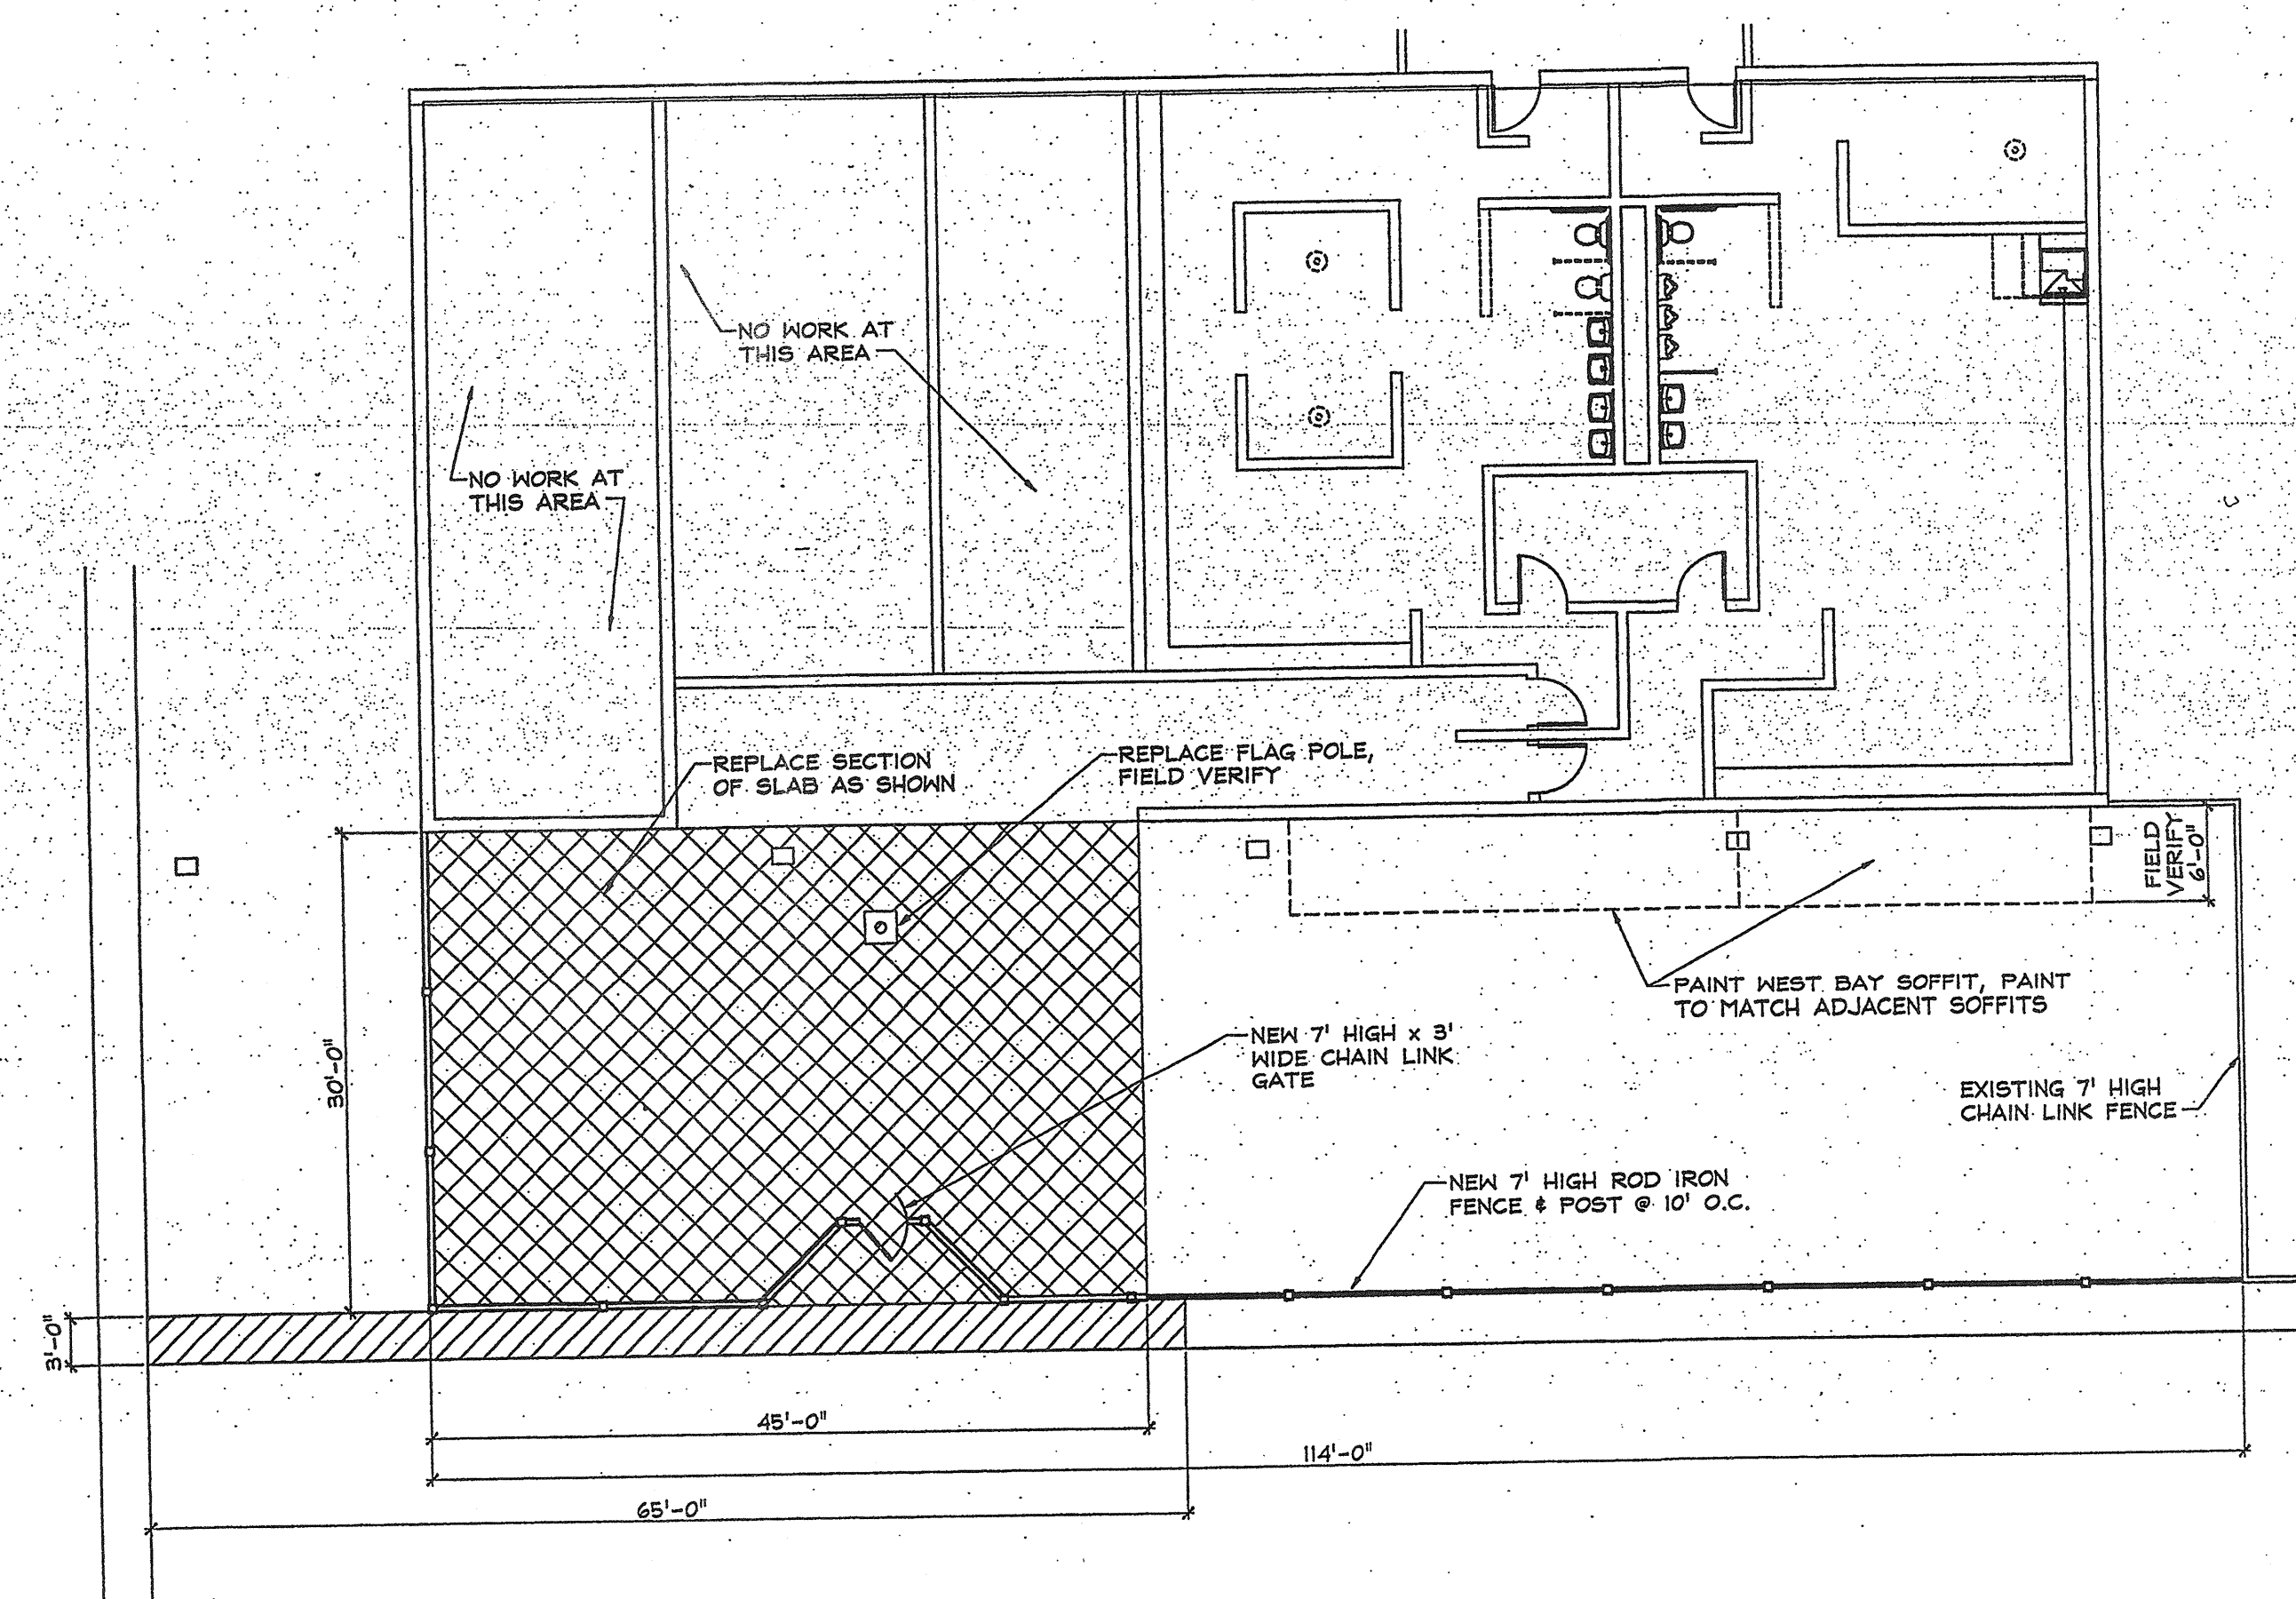 NO WORK AT
THIS AREA
NO WORK AT
THIS AREA
REPLACE SECTION
OF SLAB AS SHOWN
REPLACE FLAG POLE,
FIELD VERIFY
FIELD
VERIFY
6'-0"
PAINT WEST BAY SOFFIT, PAINT
TO MATCH ADJACENT SOFFITS
30'-0"
NEW 7' HIGH x 3'
WIDE CHAIN LINK
GATE
EXISTING 7' HIGH
CHAIN LINK FENCE
NEW 7' HIGH ROD IRON
FENCE & POST @ 10' O.C.
3'-0"
45'-0"
114'-0"
65'-0"